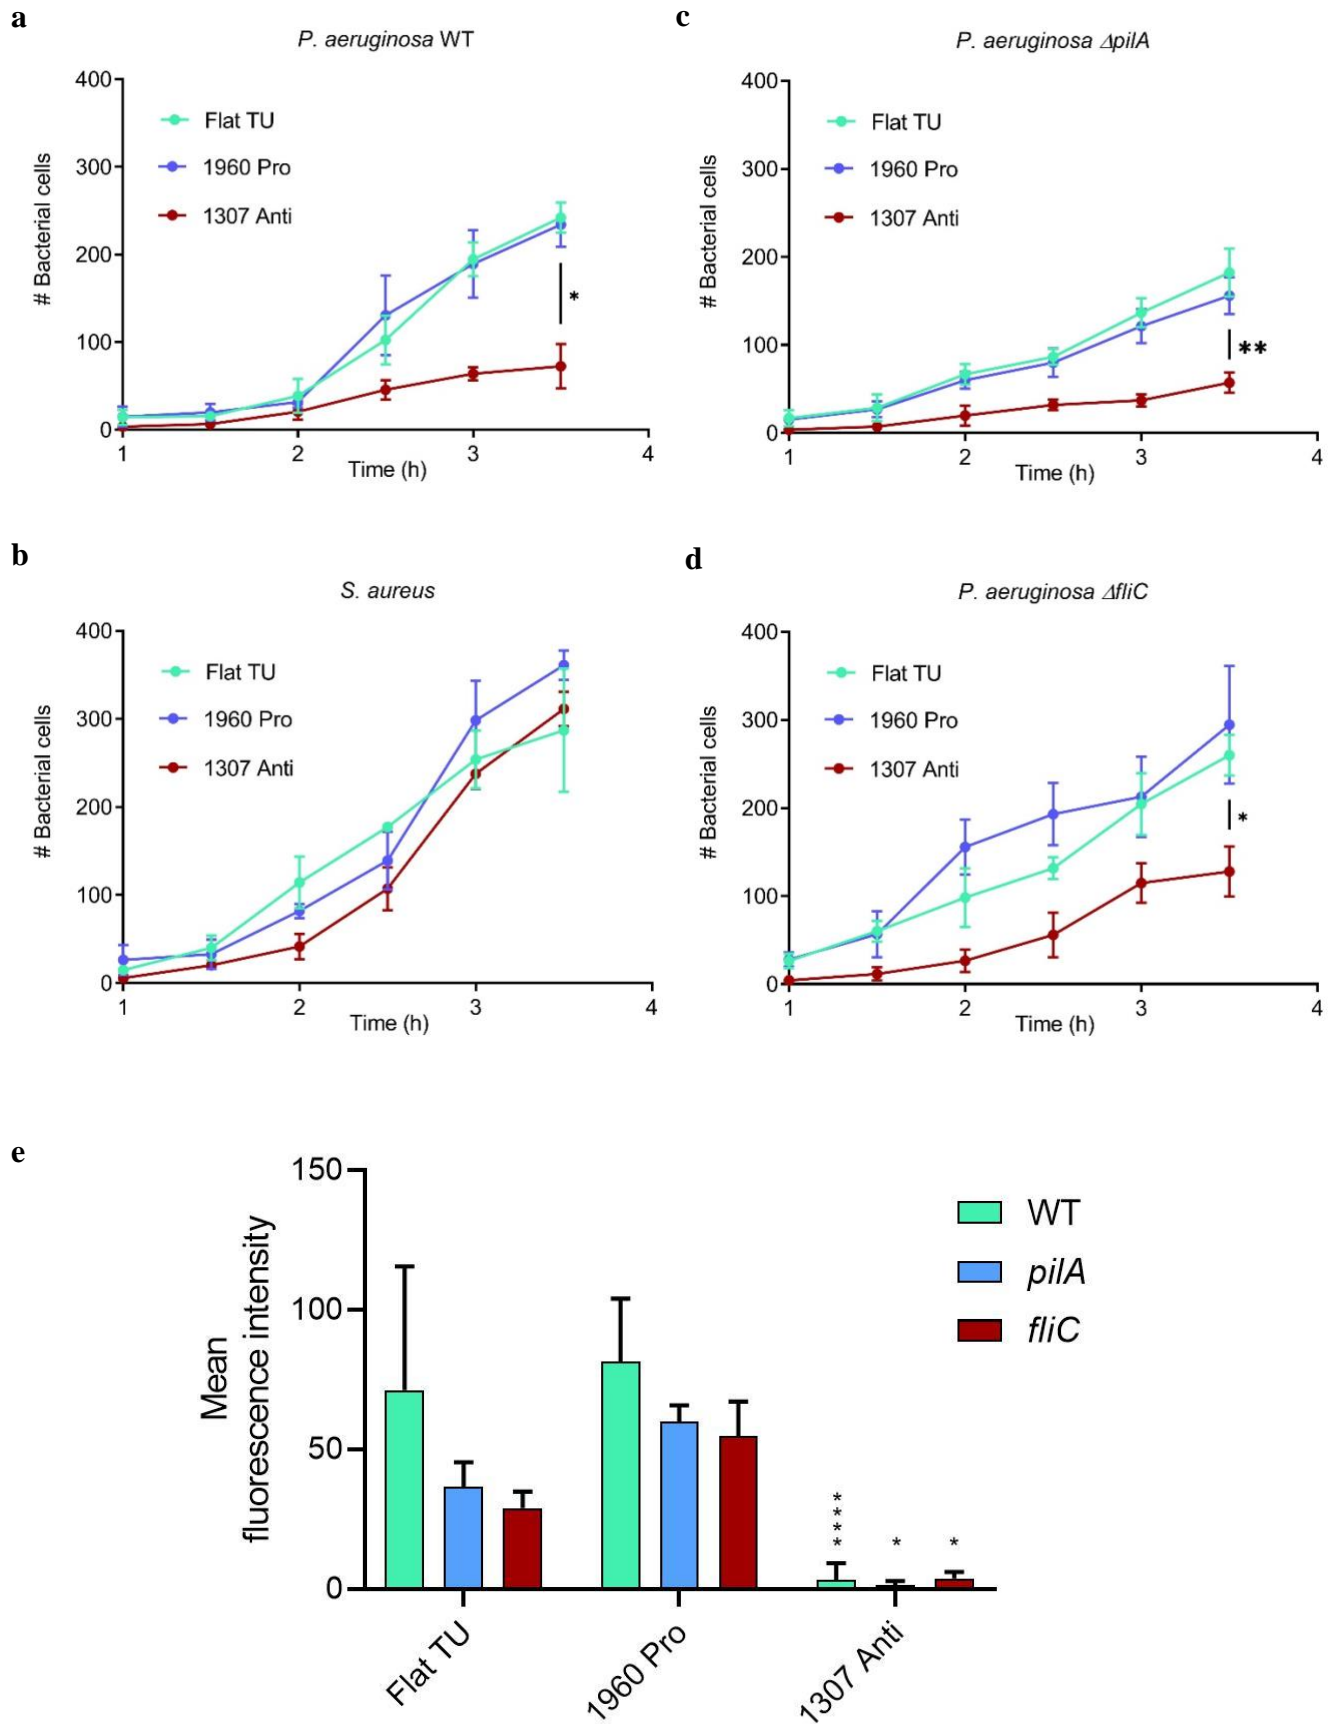 a
P. aeruginosa WT
400
300
200
100
0
# Bacterial cells
Flat TU
1960 Pro
1307 Anti
*
1
2
3
4
Time (h)
c
P. aeruginosa ΔpilA
400
300
200
100
0
# Bacterial cells
Flat TU
1960 Pro
1307 Anti
**
1
2
3
4
Time (h)
b
S. aureus
400
300
200
100
0
# Bacterial cells
Flat TU
1960 Pro
1307 Anti
1
2
3
4
Time (h)
d
P. aeruginosa ΔfliC
400
300
200
100
0
# Bacterial cells
Flat TU
1960 Pro
1307 Anti
*
1
2
3
4
Time (h)
e
150
100
50
0
Mean
fluorescence intensity
WT
pilA
fliC
****
*
*
Flat TU
1960 Pro
1307 Anti